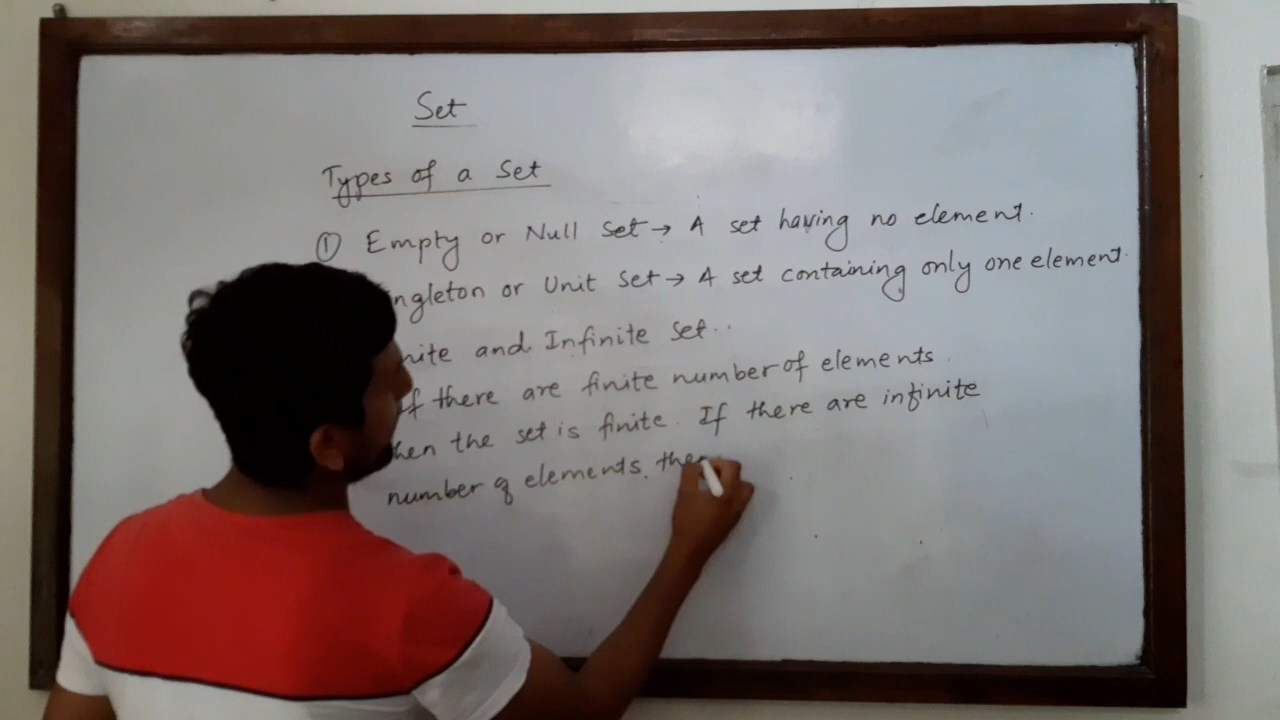 Set
Types of a Set
① Empty or Null Set → A set having no element.
ngleton or Unit Set → A set containing only one element.
nite and Infinite Set..
If there are finite number of elements
hen the set is finite. If there are infinite
number of elements. the